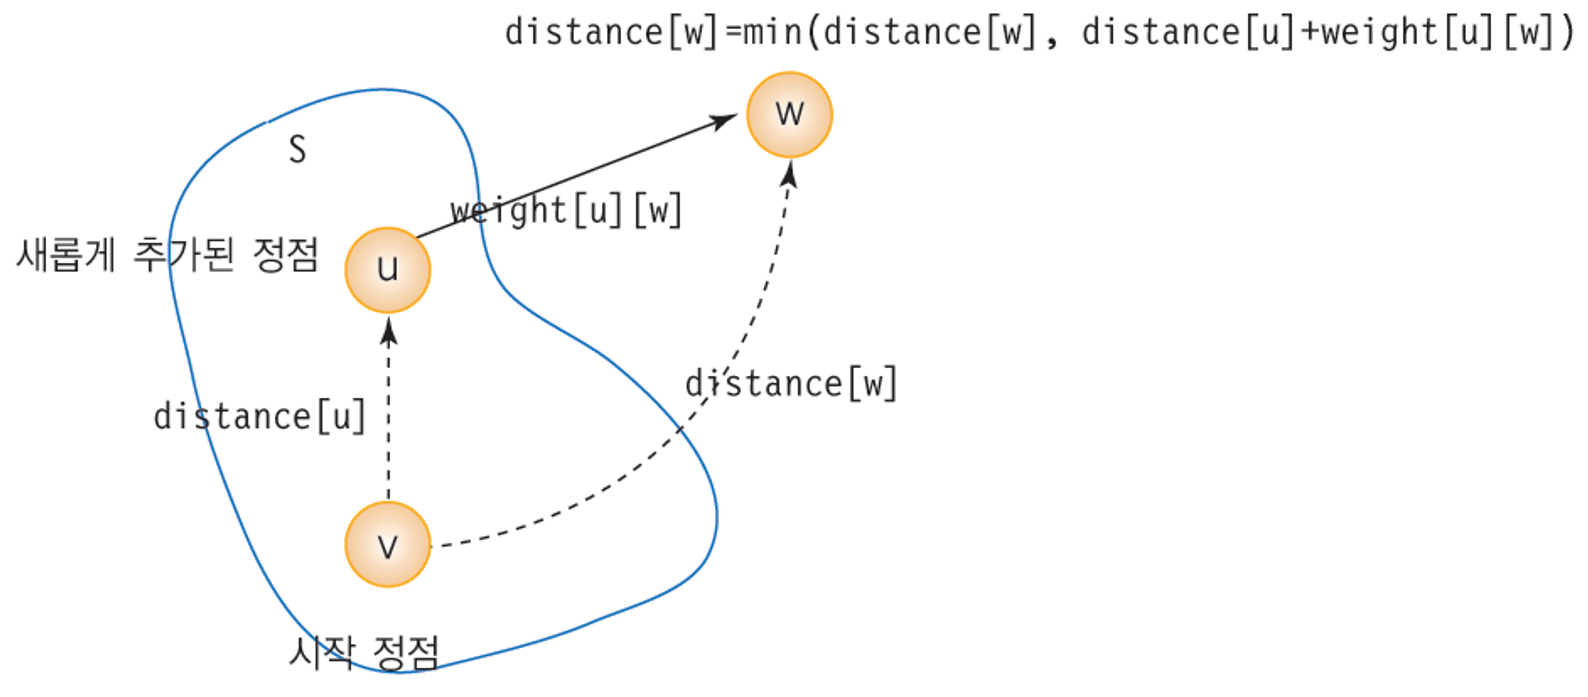 distance[w]=min(distance[w], distance[u]+weight[u][w])
w
S
weight[u][w]
새롭게 추가된 정점
u
distance[w]
distance[u]
v
시작 정점